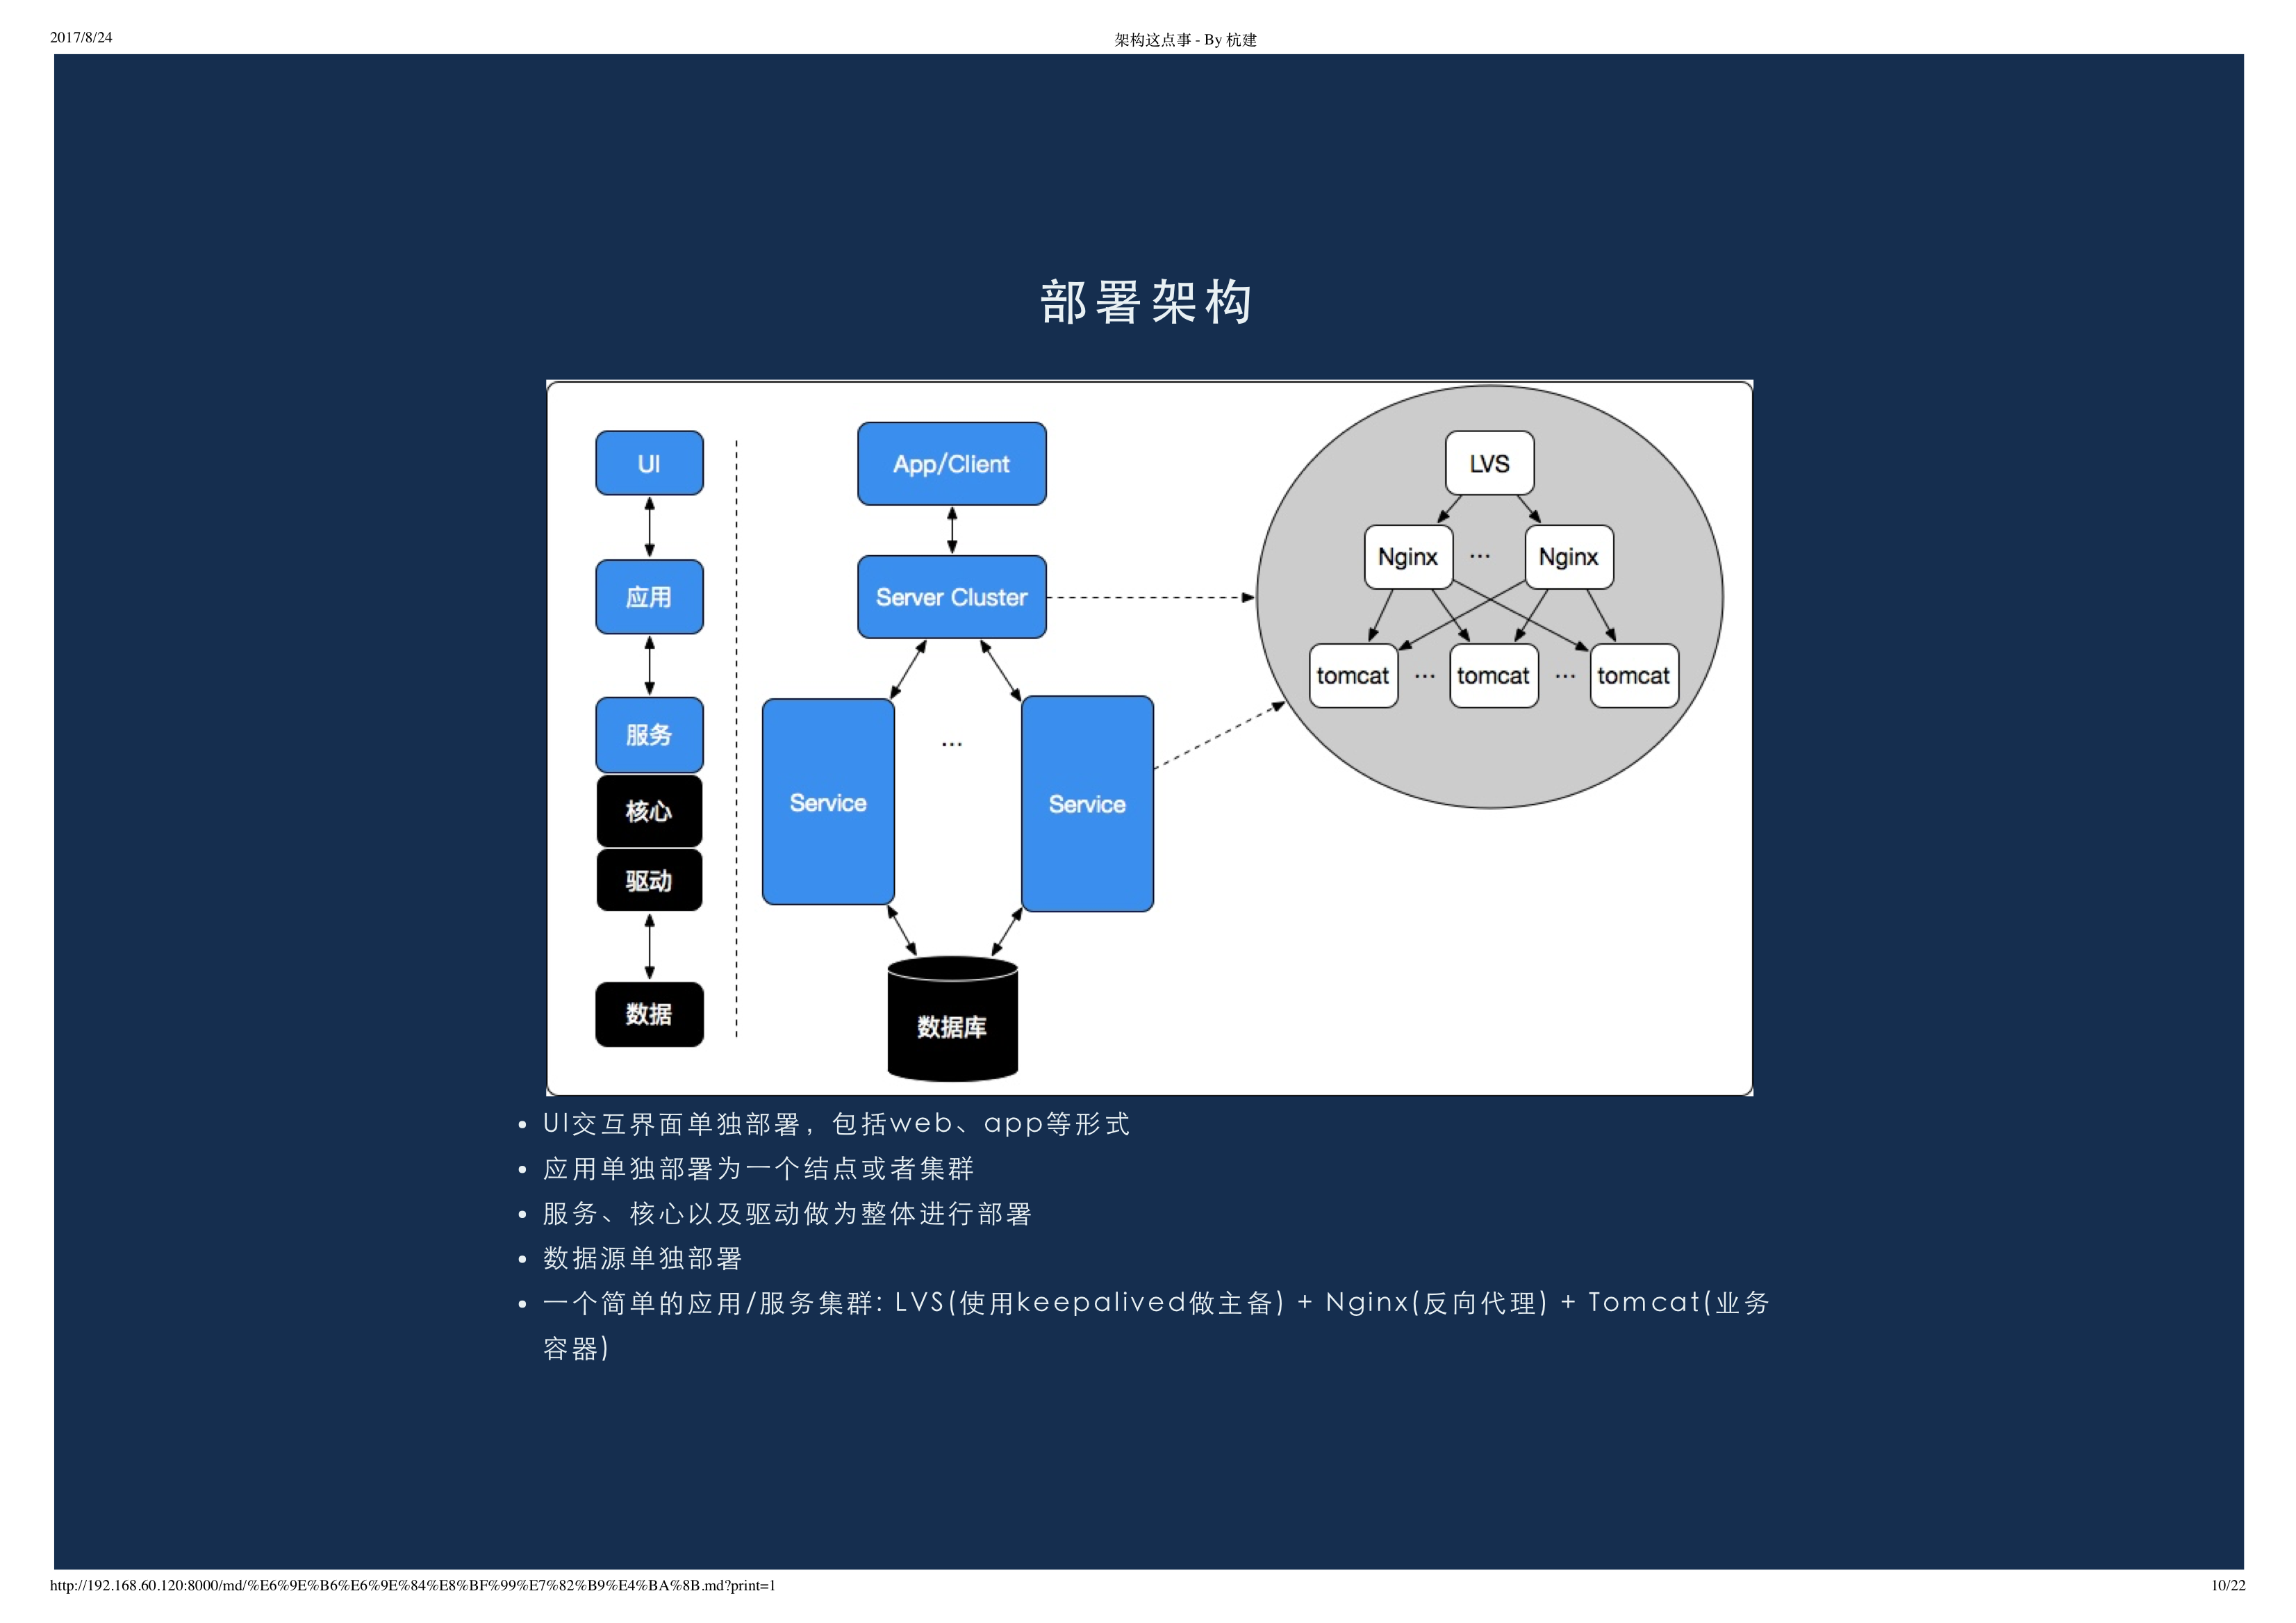 2017/8/24
架构这点事 - By 杭建
部署架构
UI
应用
服务
核心
驱动
数据
App/Client
Server Cluster
Service
...
Service
数据库
LVS
Nginx
...
Nginx
tomcat
...
tomcat
...
tomcat
• UI交互界面单独部署，包括web、app等形式
• 应用单独部署为一个结点或者集群
• 服务、核心以及驱动做为整体进行部署
• 数据源单独部署
• 一个简单的应用/服务集群: LVS(使用keepalived做主备) + Nginx(反向代理) + Tomcat(业务
容器)
http://192.168.60.120:8000/md/%E6%9E%B6%E6%9E%84%E8%BF%99%E7%82%B9%E4%BA%8B.md?print=1
10/22